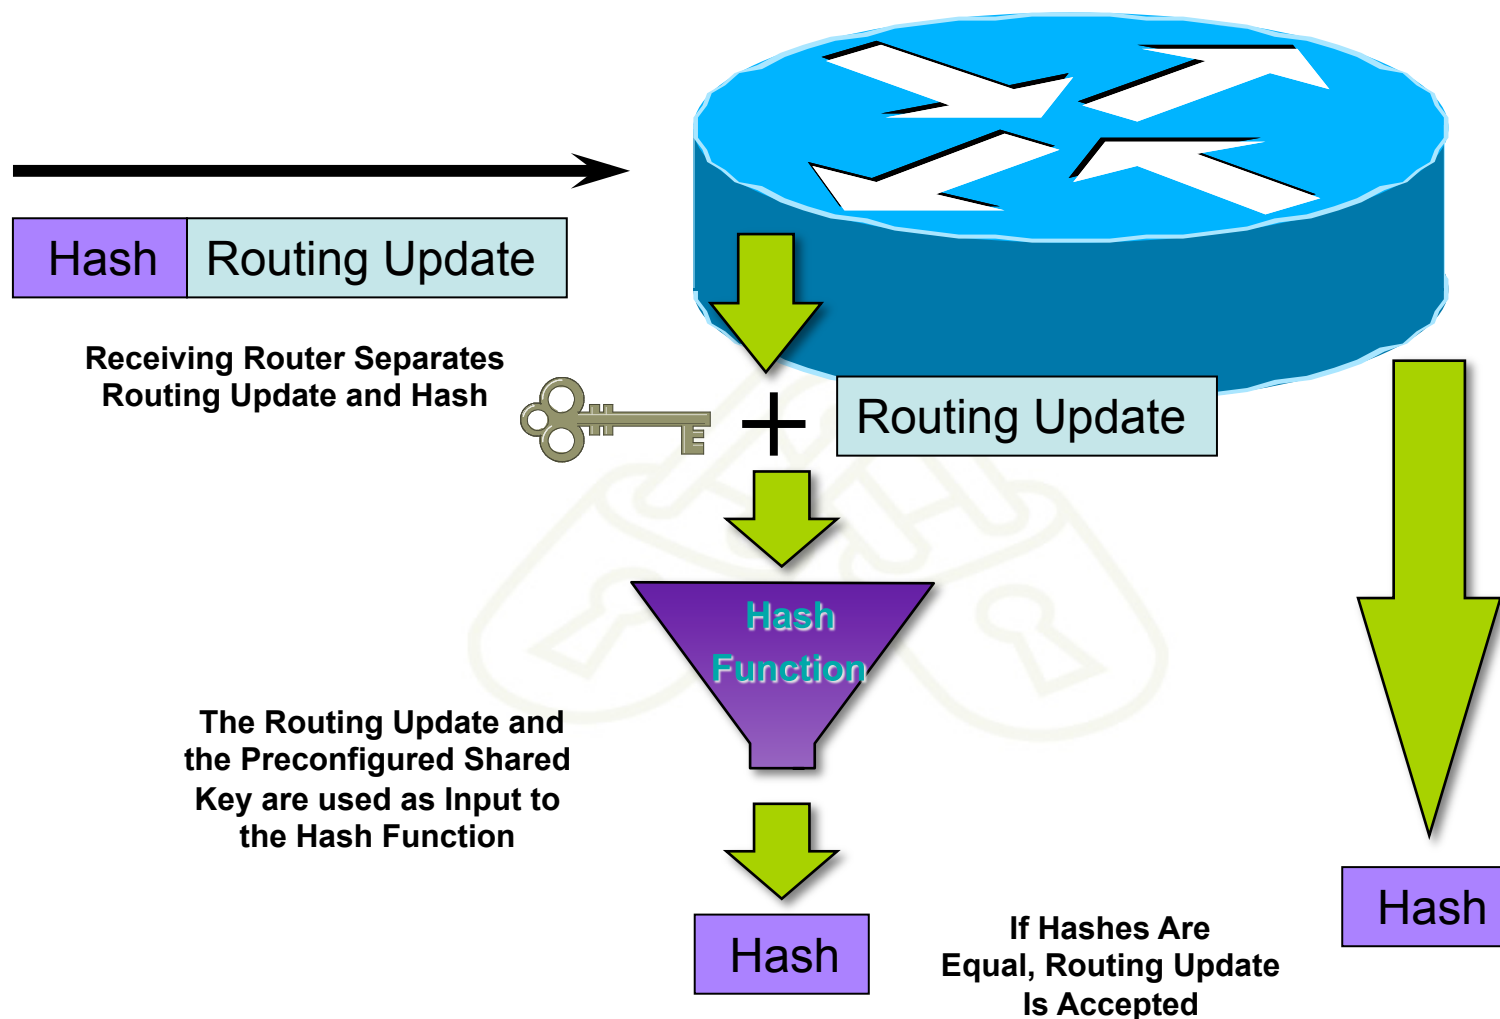 Hash Routing Update
Receiving Router Separates
Routing Update and Hash
Routing Update
Hash
Function
The Routing Update and
the Preconfigured Shared
Key are used as Input to
the Hash Function
Hash
If Hashes Are
Equal, Routing Update
Is Accepted
Hash